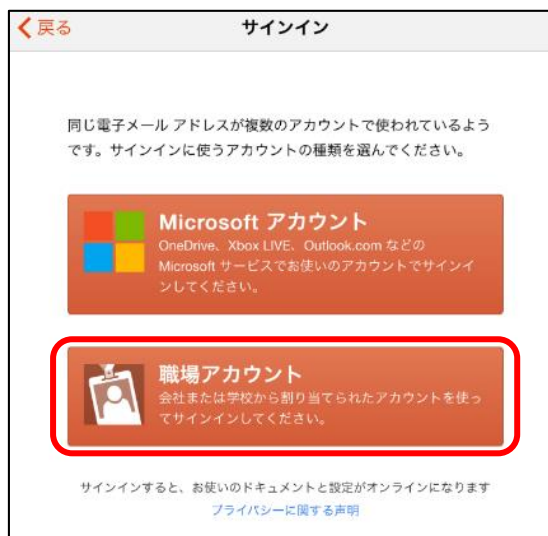 戻る
サインイン
同じ電子メール アドレスが複数のアカウントで使われているよう
です。サインインに使うアカウントの種類を選んでください。
Microsoft アカウント
OneDrive、Xbox LIVE、Outlook.com などの
Microsoft サービスでお使いのアカウントでサインイ
ンしてください。
職場アカウント
会社または学校から割り当てられたアカウントを使っ
てサインインしてください。
サインインすると、お使いのドキュメントと設定がオンラインになります
プライバシーに関する声明